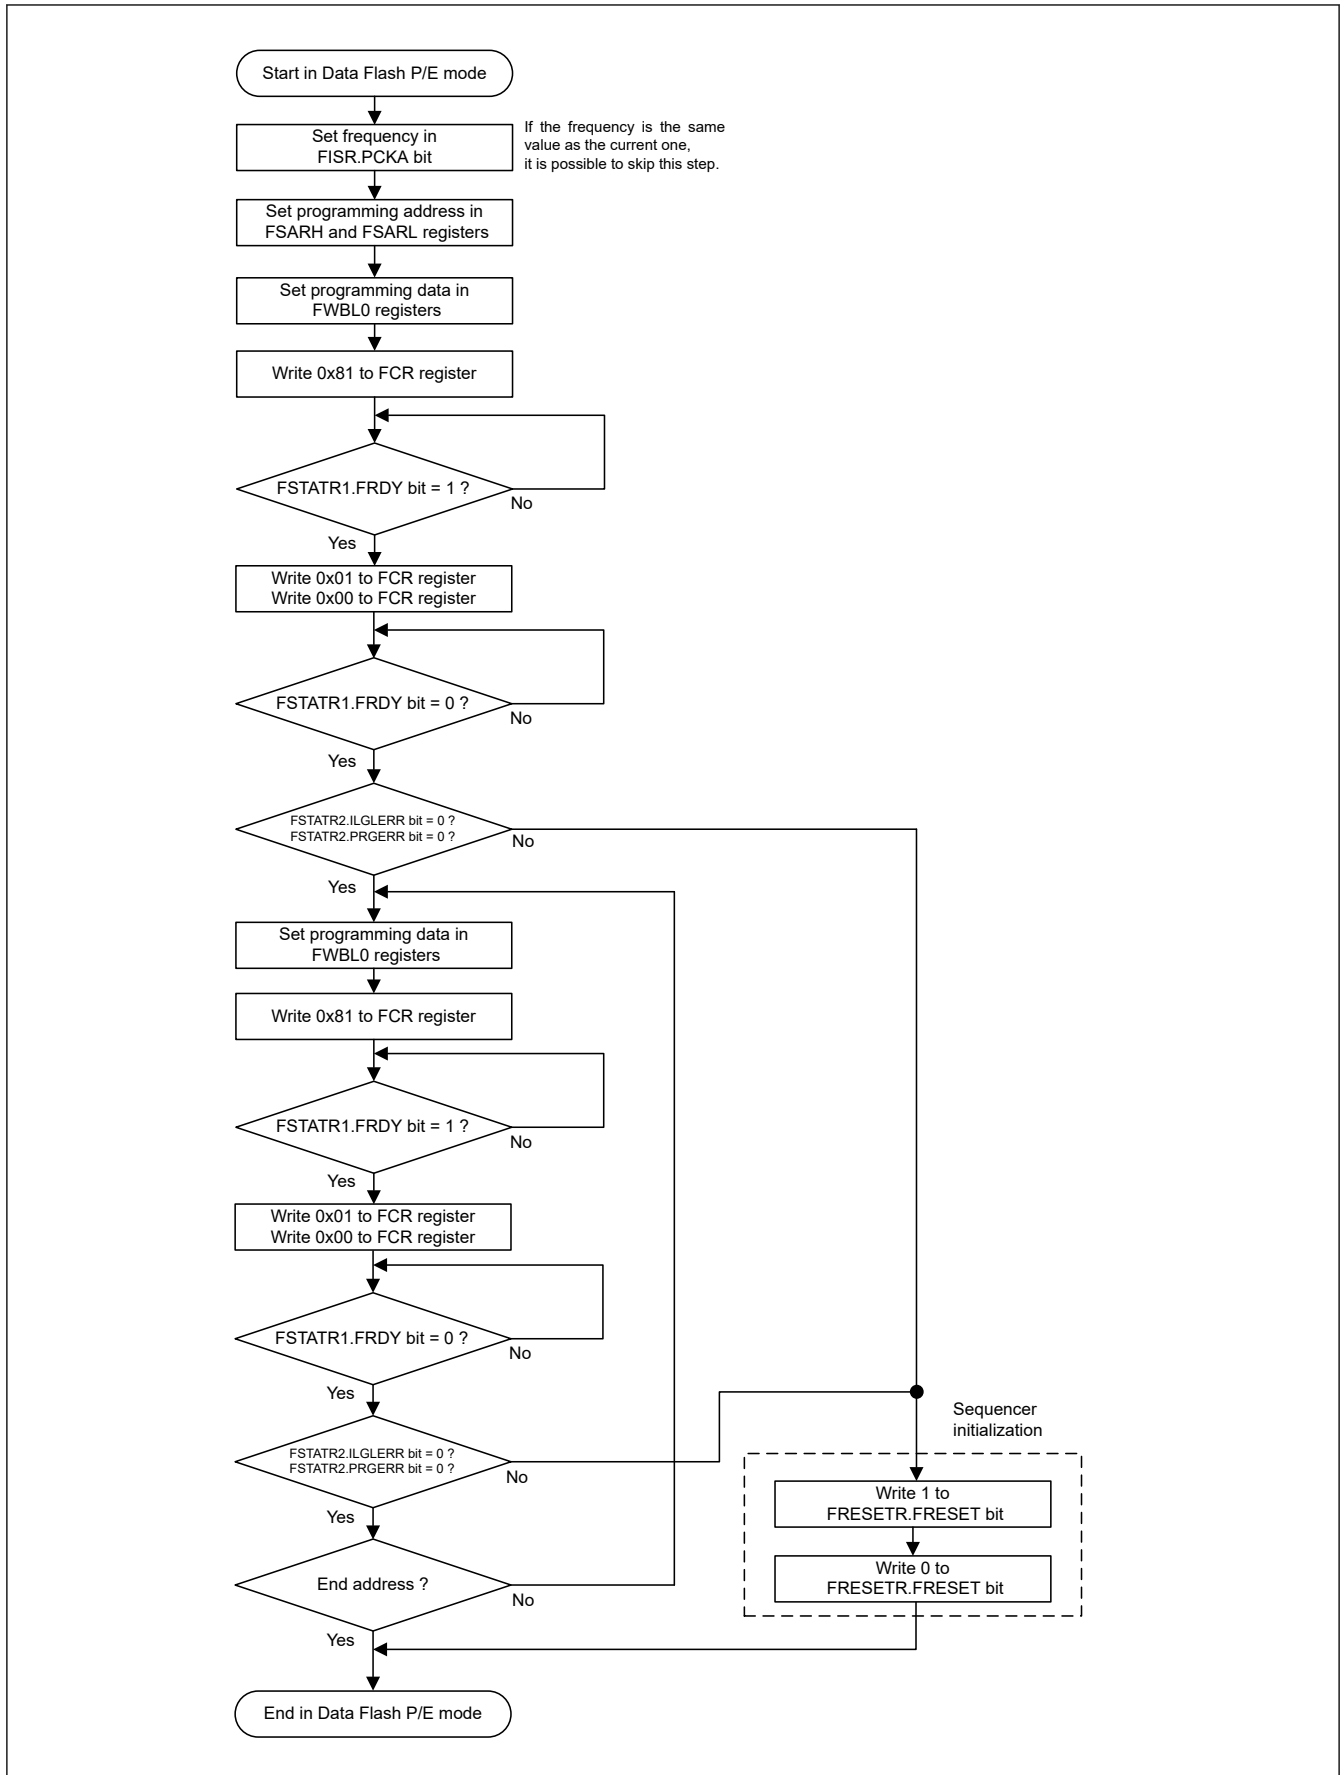 Start in Data Flash P/E mode
Set frequency in
FISR.PCKA bit
If the frequency is the same
value as the current one,
it is possible to skip this step.
Set programming address in
FSARH and FSARL registers
Set programming data in
FWBL0 registers
Write 0x81 to FCR register
FSTATR1.FRDY bit = 1 ?
No
Yes
Write 0x01 to FCR register
Write 0x00 to FCR register
FSTATR1.FRDY bit = 0 ?
No
Yes
FSTATR2.ILGLERR bit = 0 ?
FSTATR2.PRGERR bit = 0 ?
No
Yes
Set programming data in
FWBL0 registers
Write 0x81 to FCR register
FSTATR1.FRDY bit = 1 ?
No
Yes
Write 0x01 to FCR register
Write 0x00 to FCR register
FSTATR1.FRDY bit = 0 ?
No
Yes
Sequencer
initialization
FSTATR2.ILGLERR bit = 0 ?
FSTATR2.PRGERR bit = 0 ?
No
Yes
Write 1 to
FRESETR.FRESET bit
Write 0 to
FRESETR.FRESET bit
End address ?
No
Yes
End in Data Flash P/E mode